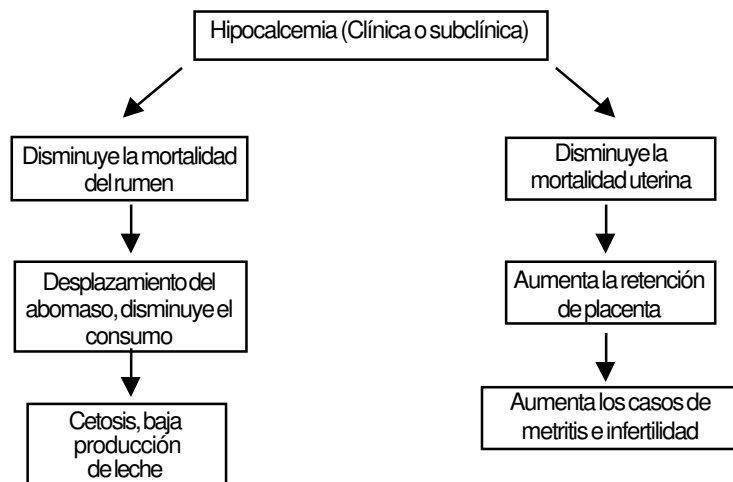 Hipocalcemia (Clínica o subclínica)
Disminuye la mortalidad
del rumen
Desplazamiento del
abomaso, disminuye el
consumo
Cetosis, baja
producción
de leche
Disminuye la
mortalidad uterina
Aumenta la retención
de placenta
Aumenta los casos de
metritis e infertilidad